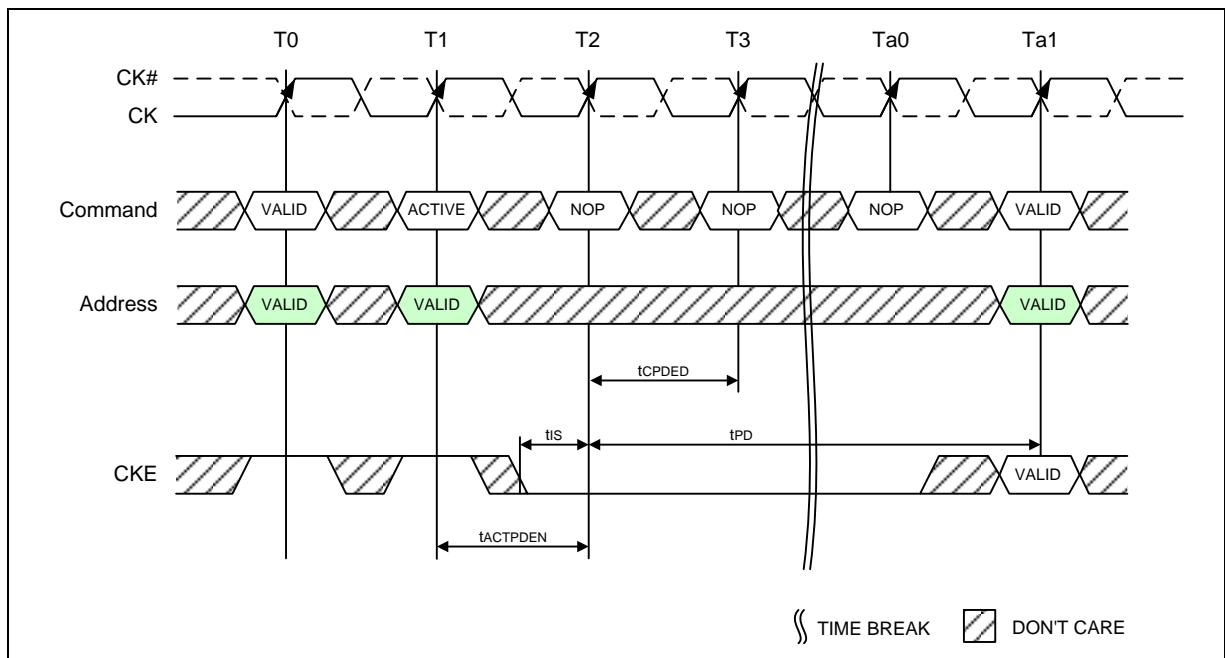 T0 T1 T2 T3 Ta0 Ta1
CK#
CK
Command VALID ACTIVE NOP NOP NOP VALID
Address VALID VALID VALID
tCPDED
tIS tPD
CKE VALID
tACTPDEN
TIME BREAK DON'T CARE